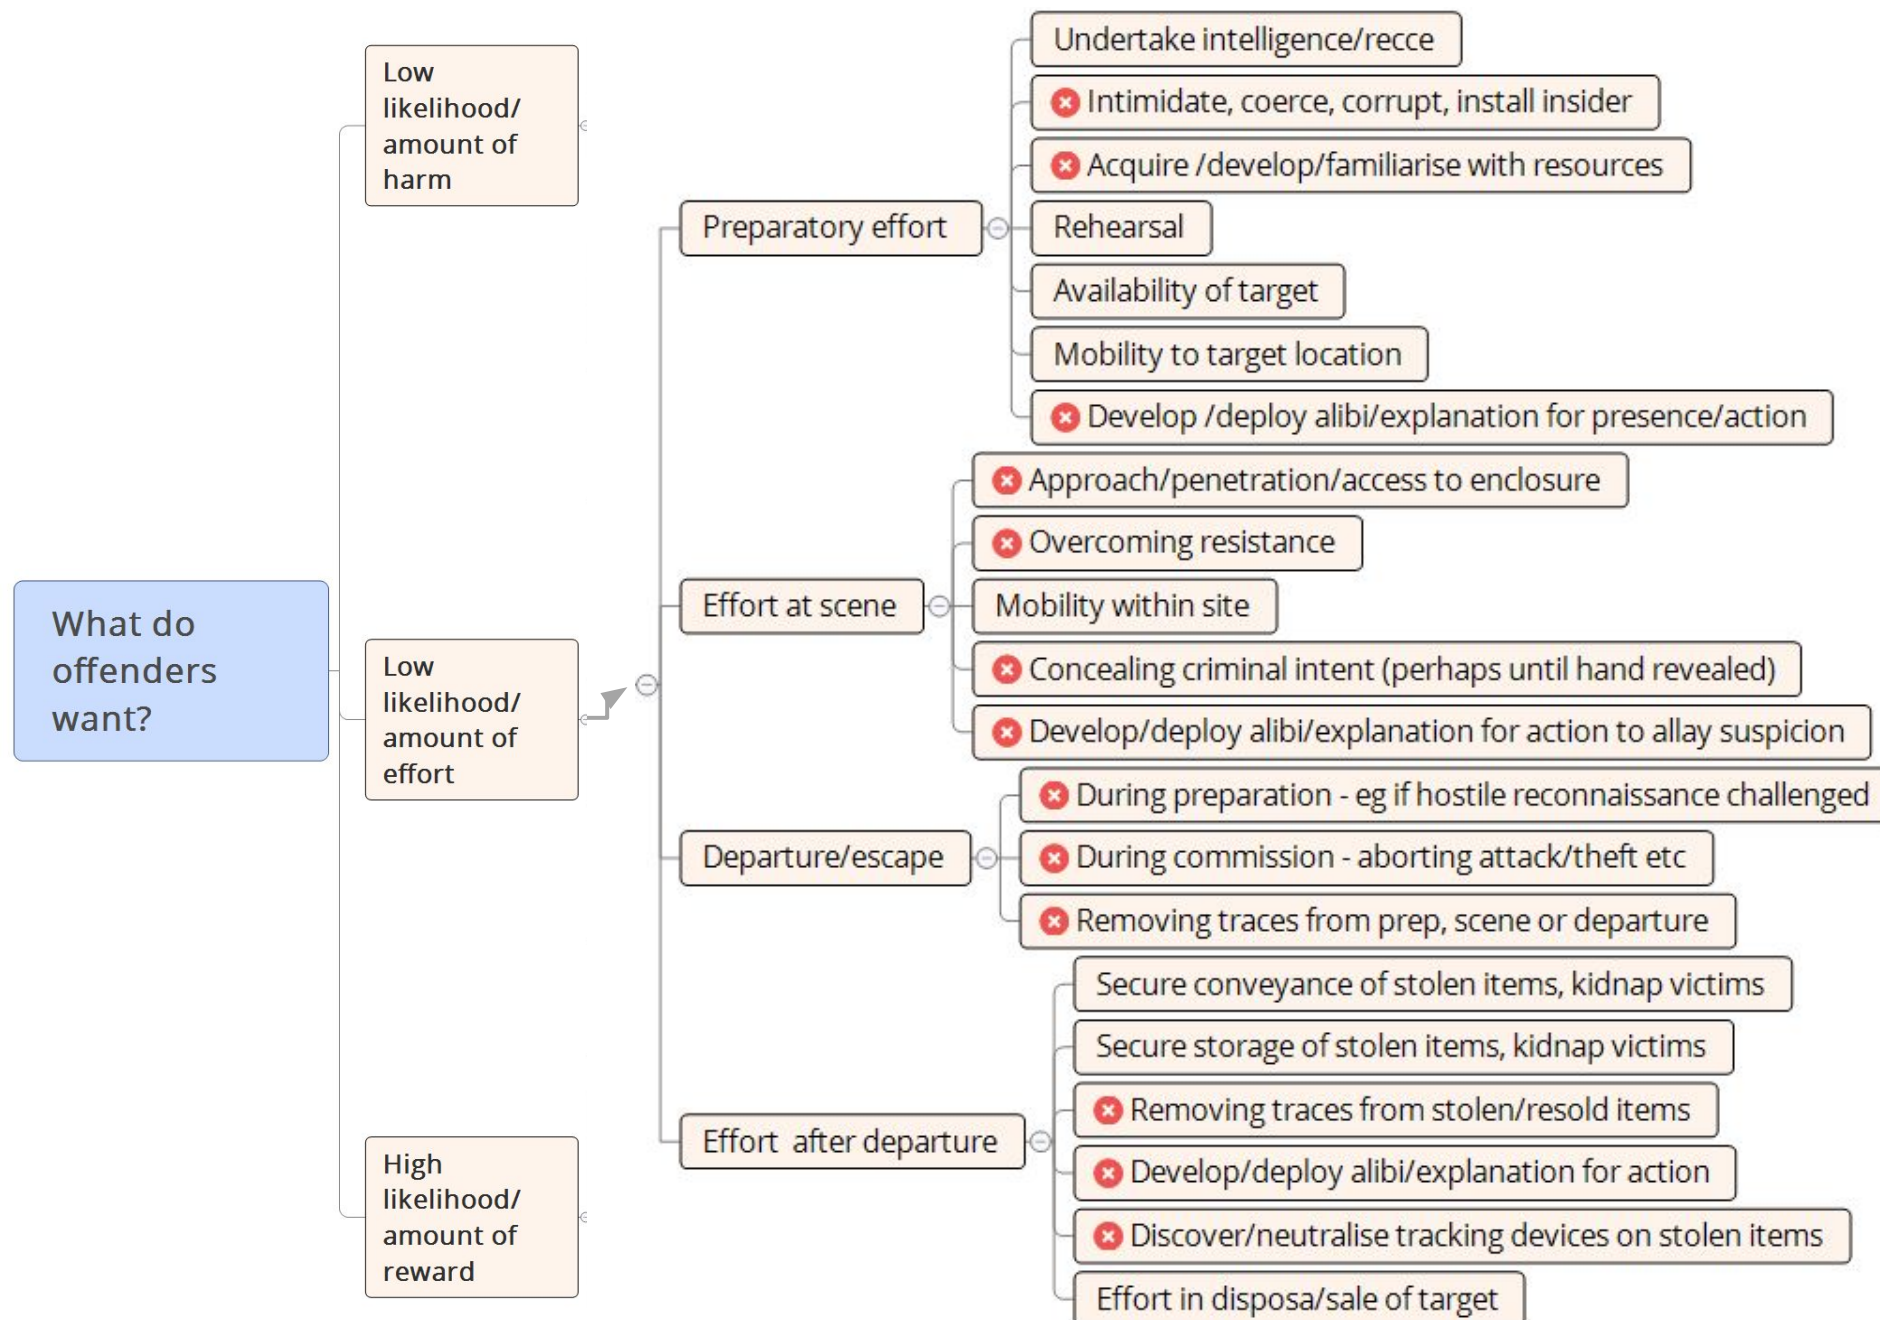 What do
offenders
want?
Low
likelihood/
amount of
harm
Low
likelihood/
amount of
effort
High
likelihood/
amount of
reward
Preparatory effort
Undertake intelligence/recce
Intimidate, coerce, corrupt, install insider
Acquire /develop/familiarise with resources
Rehearsal
Availability of target
Mobility to target location
Develop /deploy alibi/explanation for presence/action
Effort at scene
Approach/penetration/access to enclosure
Overcoming resistance
Mobility within site
Concealing criminal intent (perhaps until hand revealed)
Develop/deploy alibi/explanation for action to allay suspicion
Departure/escape
During preparation - eg if hostile reconnaissance challenged
During commission - aborting attack/theft etc
Removing traces from prep, scene or departure
Effort  after departure
Secure conveyance of stolen items, kidnap victims
Secure storage of stolen items, kidnap victims
Removing traces from stolen/resold items
Develop/deploy alibi/explanation for action
Discover/neutralise tracking devices on stolen items
Effort in disposa/sale of target